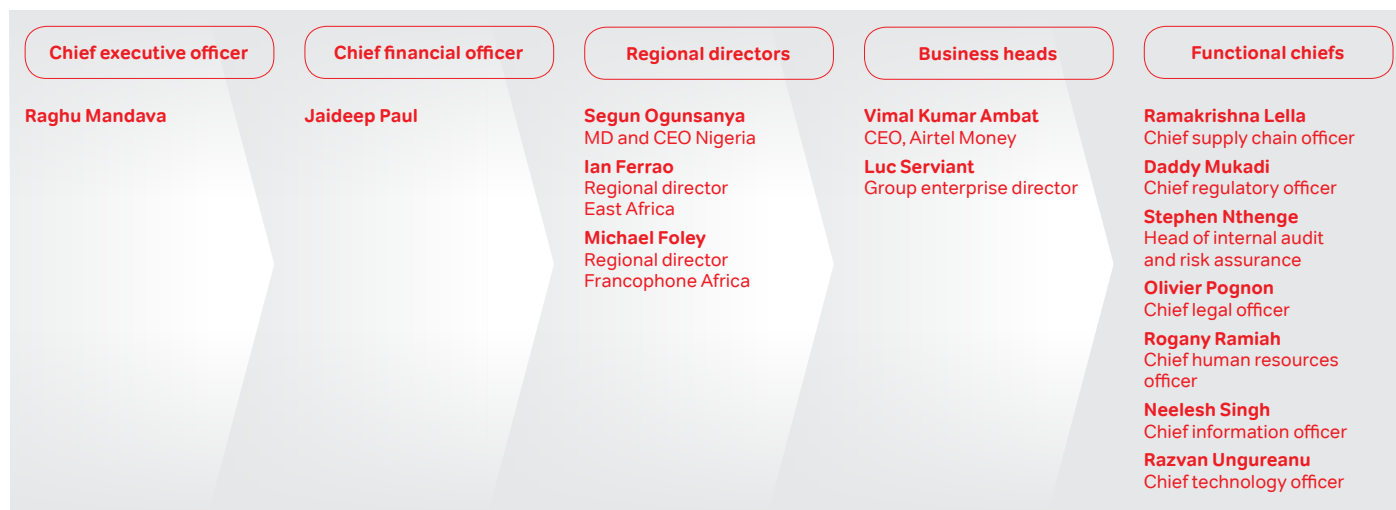 Chief executive officer
Raghu Mandava
Chief financial officer
Jaideep Paul
Regional directors
Segun Ogunsanya
MD and CEO Nigeria
Ian Ferrao
Regional director
East Africa
Michael Foley
Regional director
Francophone Africa
Business heads
Vimal Kumar Ambat
CEO, Airtel Money
Luc Serviant
Group enterprise director
Functional chiefs
Ramakrishna Lella
Chief supply chain officer
Daddy Mukadi
Chief regulatory officer
Stephen Nthenge
Head of internal audit
and risk assurance
Olivier Pognon
Chief legal officer
Rogany Ramiah
Chief human resources
officer
Neelesh Singh
Chief information officer
Razvan Ungureanu
Chief technology officer